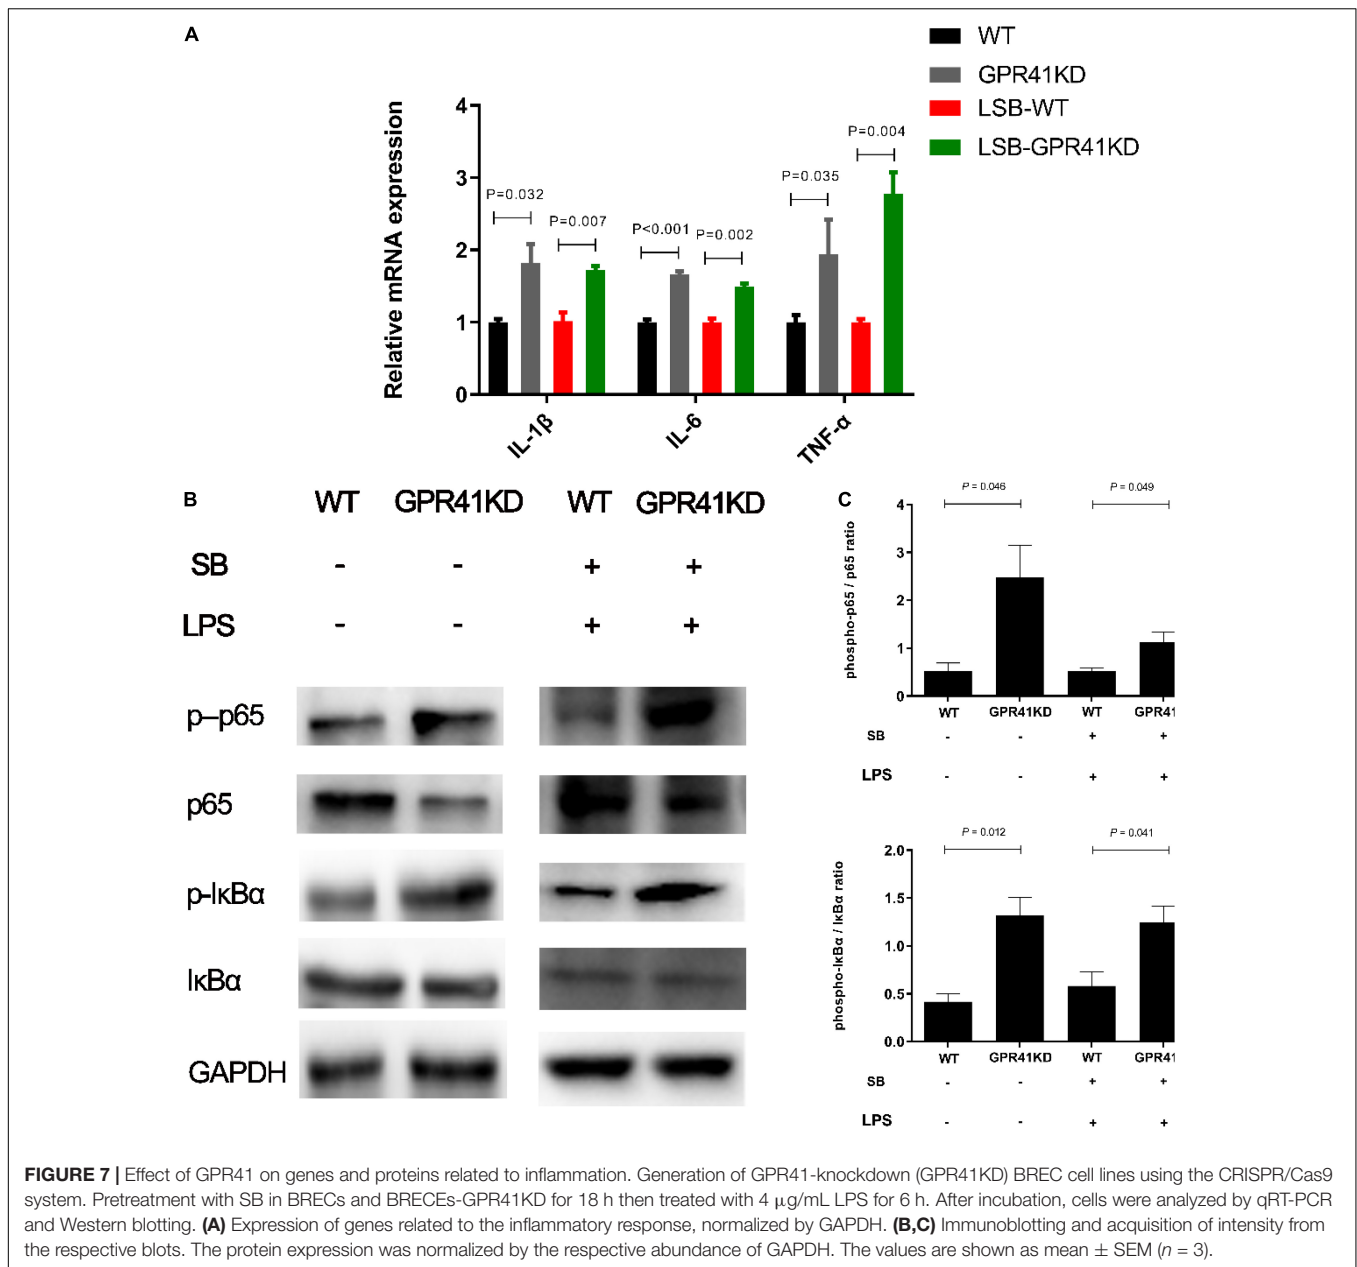 A
WT
GPR41KD
LSB-WT
LSB-GPR41KD
Relative mRNA expression
4
3
2
1
0
P=0.032
P=0.007
P<0.001
P=0.002
P=0.035
P=0.004
IL-1β
IL-6
TNF-α
B
WT GPR41KD WT GPR41KD
SB - - + +
LPS - - + +
p–p65
p65
p-IκBα
IκBα
GAPDH
C
P = 0.046
P = 0.049
phospho-p65 / p65 ratio
4
3
2
1
0
WT GPR41KD WT GPR41
SB - - + +
LPS - - + +
P = 0.012
P = 0.041
phospho-IκBα / IκBα ratio
2.0
1.5
1.0
0.5
0.0
WT GPR41KD WT GPR41
SB - - + +
LPS - - + +
FIGURE 7 | Effect of GPR41 on genes and proteins related to inflammation. Generation of GPR41-knockdown (GPR41KD) BREC cell lines using the CRISPR/Cas9
system. Pretreatment with SB in BRECs and BRECEs-GPR41KD for 18 h then treated with 4 μg/mL LPS for 6 h. After incubation, cells were analyzed by qRT-PCR
and Western blotting. (A) Expression of genes related to the inflammatory response, normalized by GAPDH. (B,C) Immunoblotting and acquisition of intensity from
the respective blots. The protein expression was normalized by the respective abundance of GAPDH. The values are shown as mean ± SEM (n = 3).